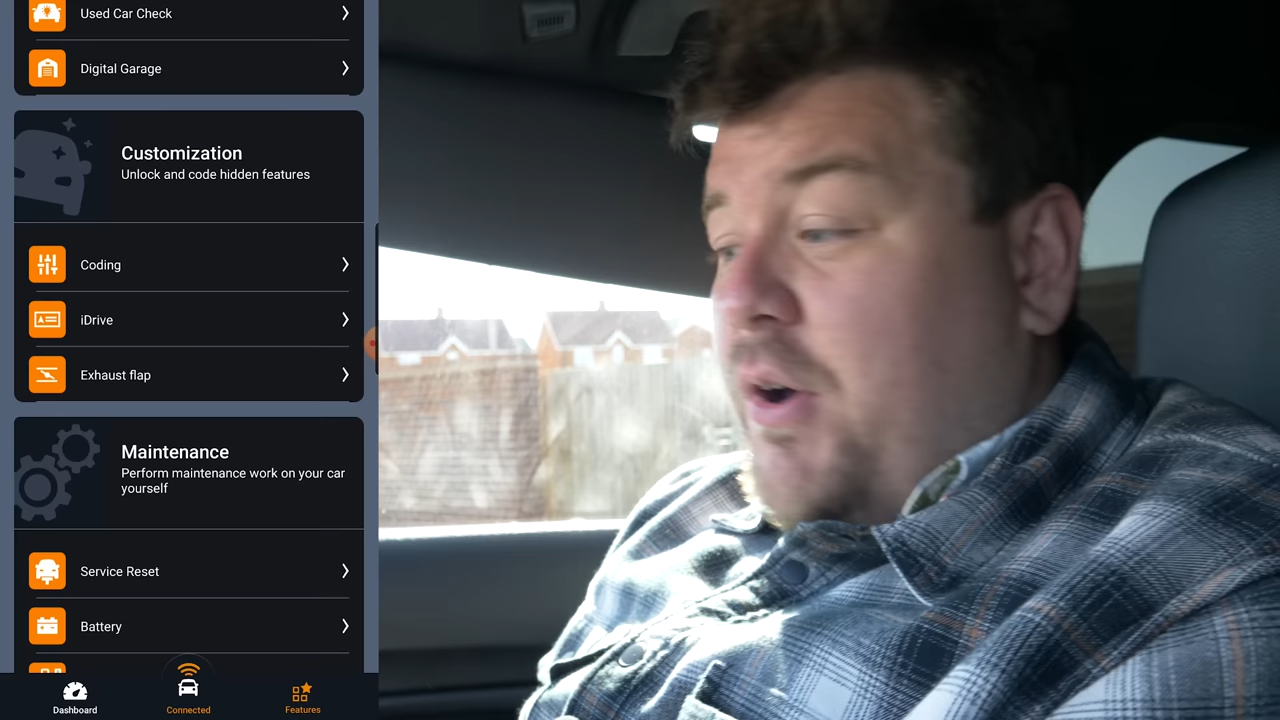 Used Car Check
Digital Garage
Customization
Unlock and code hidden features
Coding
iDrive
Exhaust flap
Maintenance
Perform maintenance work on your car
yourself
Service Reset
Battery
Dashboard
Connected
Features